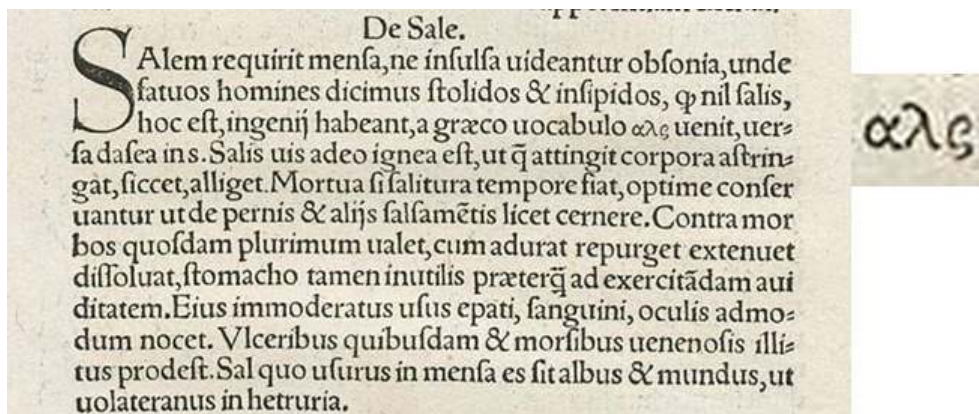 De Sale.
SAlem requirit mensa,ne insulsa uideantur obsonia,unde
fatuos homines dicimus stolidos & insipidos, ꝙ nil salis,
hoc est,ingenij habeant,a græco uocabulo αλς uenit,uer⸗
sa dasea in s. Salis uis adeo ignea est,ut q̃ attingit corpora astrin⸗
gat,siccet,alliget. Mortua si salitura tempore fiat,optime conser
uantur ut de pernis & alijs salsamẽtis licet cernere. Contra mor
bos quosdam plurimum ualet,cum adurat repurget extenuet
dissoluat,stomacho tamen inutilis præterq̃ ad exercitãdam aui
ditatem. Eius immoderatus usus epati, sanguini, oculis admo⸗
dum nocet. Vlceribus quibusdam & morsibus uenenosis illi⸗
tus prodest. Sal quo usurus in mensa es sit albus & mundus,ut
uolateranus in hetruria.
αλς